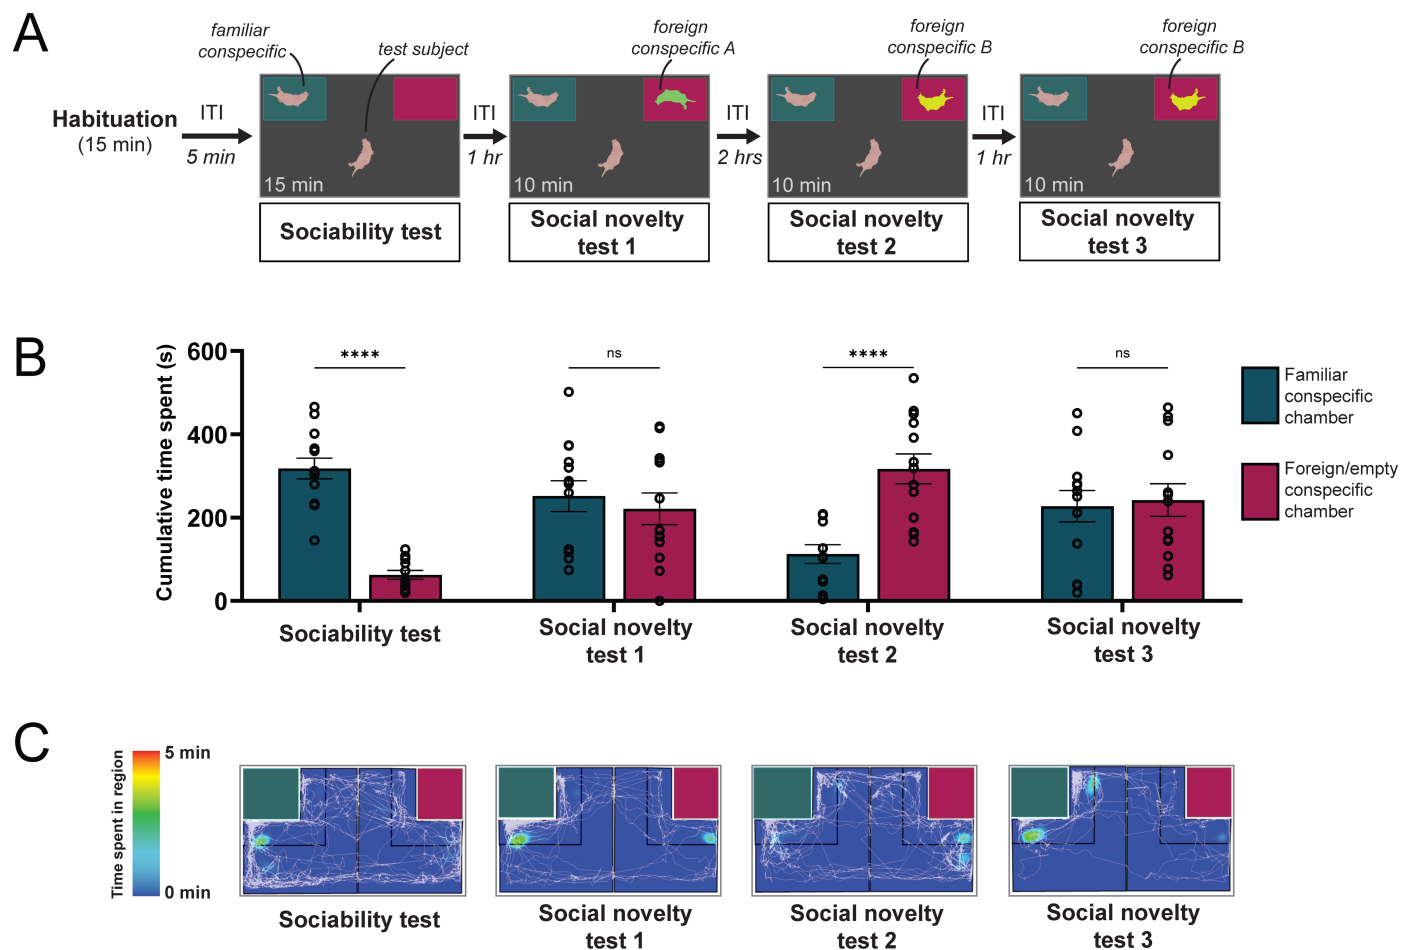 A
familiar
conspecific
test subject
foreign
conspecific A
foreign
conspecific B
foreign
conspecific B
Habituation
(15 min)
ITI
5 min
15 min
ITI
1 hr
10 min
ITI
2 hrs
10 min
ITI
1 hr
10 min
Sociability test
Social novelty
test 1
Social novelty
test 2
Social novelty
test 3
B
Cumulative time spent (s)
600
400
200
0
****
ns
****
ns
Familiar
conspecific
chamber
Foreign/empty
conspecific
chamber
Sociability test
Social novelty
test 1
Social novelty
test 2
Social novelty
test 3
C
Time spent in region
5 min
0 min
Sociability test
Social novelty
test 1
Social novelty
test 2
Social novelty
test 3